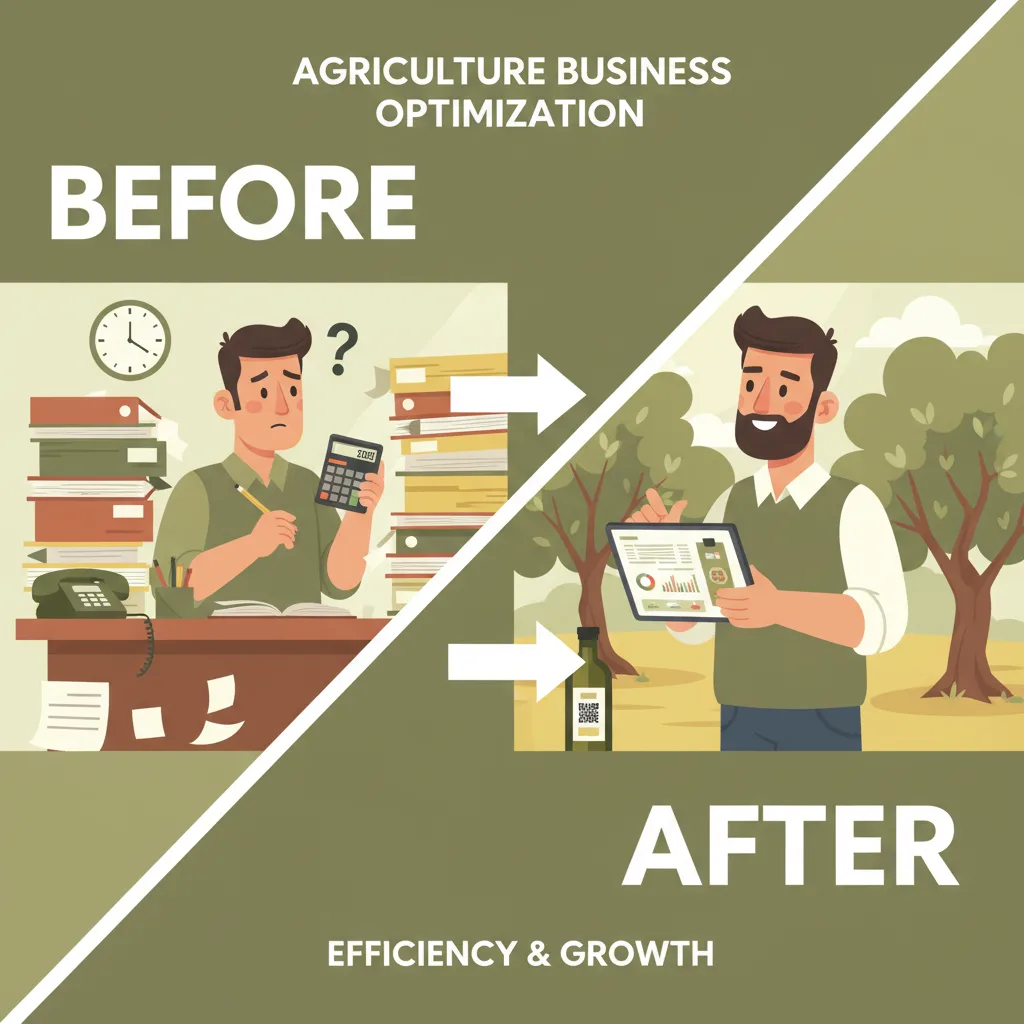 AGRICULTURE BUSINESS
OPTIMIZATION
BEFORE
?
AFTER
EFFICIENCY & GROWTH